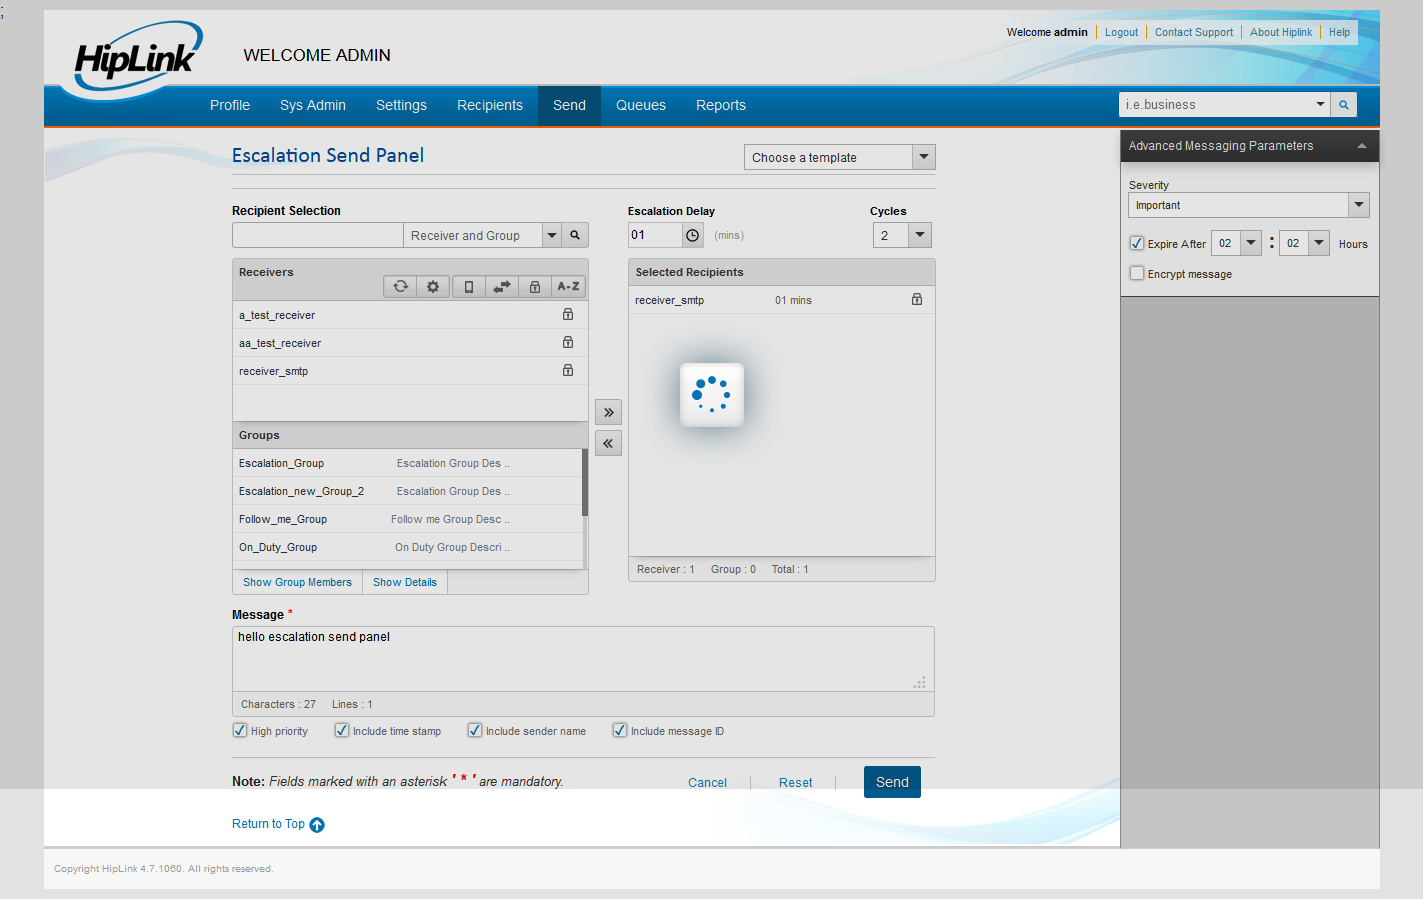 ;
HipLink
WELCOME ADMIN
Welcome admin Logout Contact Support About Hiplink Help
Profile Sys Admin Settings Recipients Send Queues Reports
i.e.business
Escalation Send Panel
Choose a template
Advanced Messaging Parameters
Severity
Important
Expire After 02 : 02 Hours
Encrypt message
Recipient Selection
Receiver and Group
Escalation Delay
01 (mins)
Cycles
2
Receivers
A-Z
a_test_receiver
aa_test_receiver
receiver_smtp
Groups
Escalation_Group Escalation Group Des ..
Escalation_new_Group_2 Escalation Group Des ..
Follow_me_Group Follow me Group Desc ..
On_Duty_Group On Duty Group Descri ..
Show Group Members Show Details
Selected Recipients
receiver_smtp 01 mins
Receiver : 1 Group : 0 Total : 1
Message *
hello escalation send panel
Characters : 27 Lines : 1
High priority Include time stamp Include sender name Include message ID
Note: Fields marked with an asterisk ' * ' are mandatory.
Cancel Reset Send
Return to Top
Copyright HipLink 4.7.1060. All rights reserved.